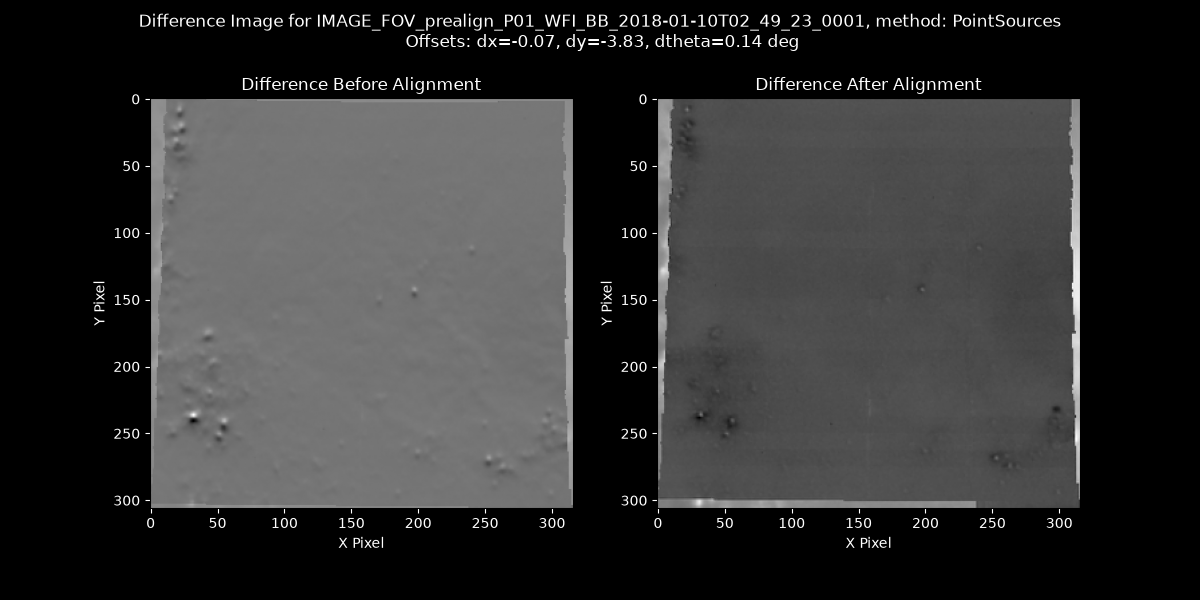 Difference Image for IMAGE_FOV_prealign_P01_WFI_BB_2018-01-10T02_49_23_0001, method: PointSources
Offsets: dx=-0.07, dy=-3.83, dtheta=0.14 deg
Difference Before Alignment
0
50
100
150
200
250
300
Y Pixel
0 50 100 150 200 250 300
X Pixel
Difference After Alignment
0
50
100
150
200
250
300
Y Pixel
0 50 100 150 200 250 300
X Pixel